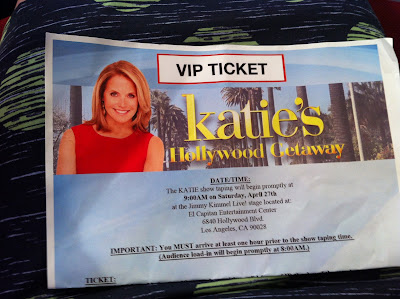 VIP TICKET
katie's
Hollywood Getaway
DATE/TIME:
The KATIE show taping will begin promptly at
9:00AM on Saturday, April 27th
at the Jimmy Kimmel Live! stage located at:
El Capitan Entertainment Center
6840 Hollywood Blvd.
Los Angeles, CA 90028
IMPORTANT: You MUST arrive at least one hour prior to the show taping time.
(Audience load-in will begin promptly at 8:00AM.)
TICKET: